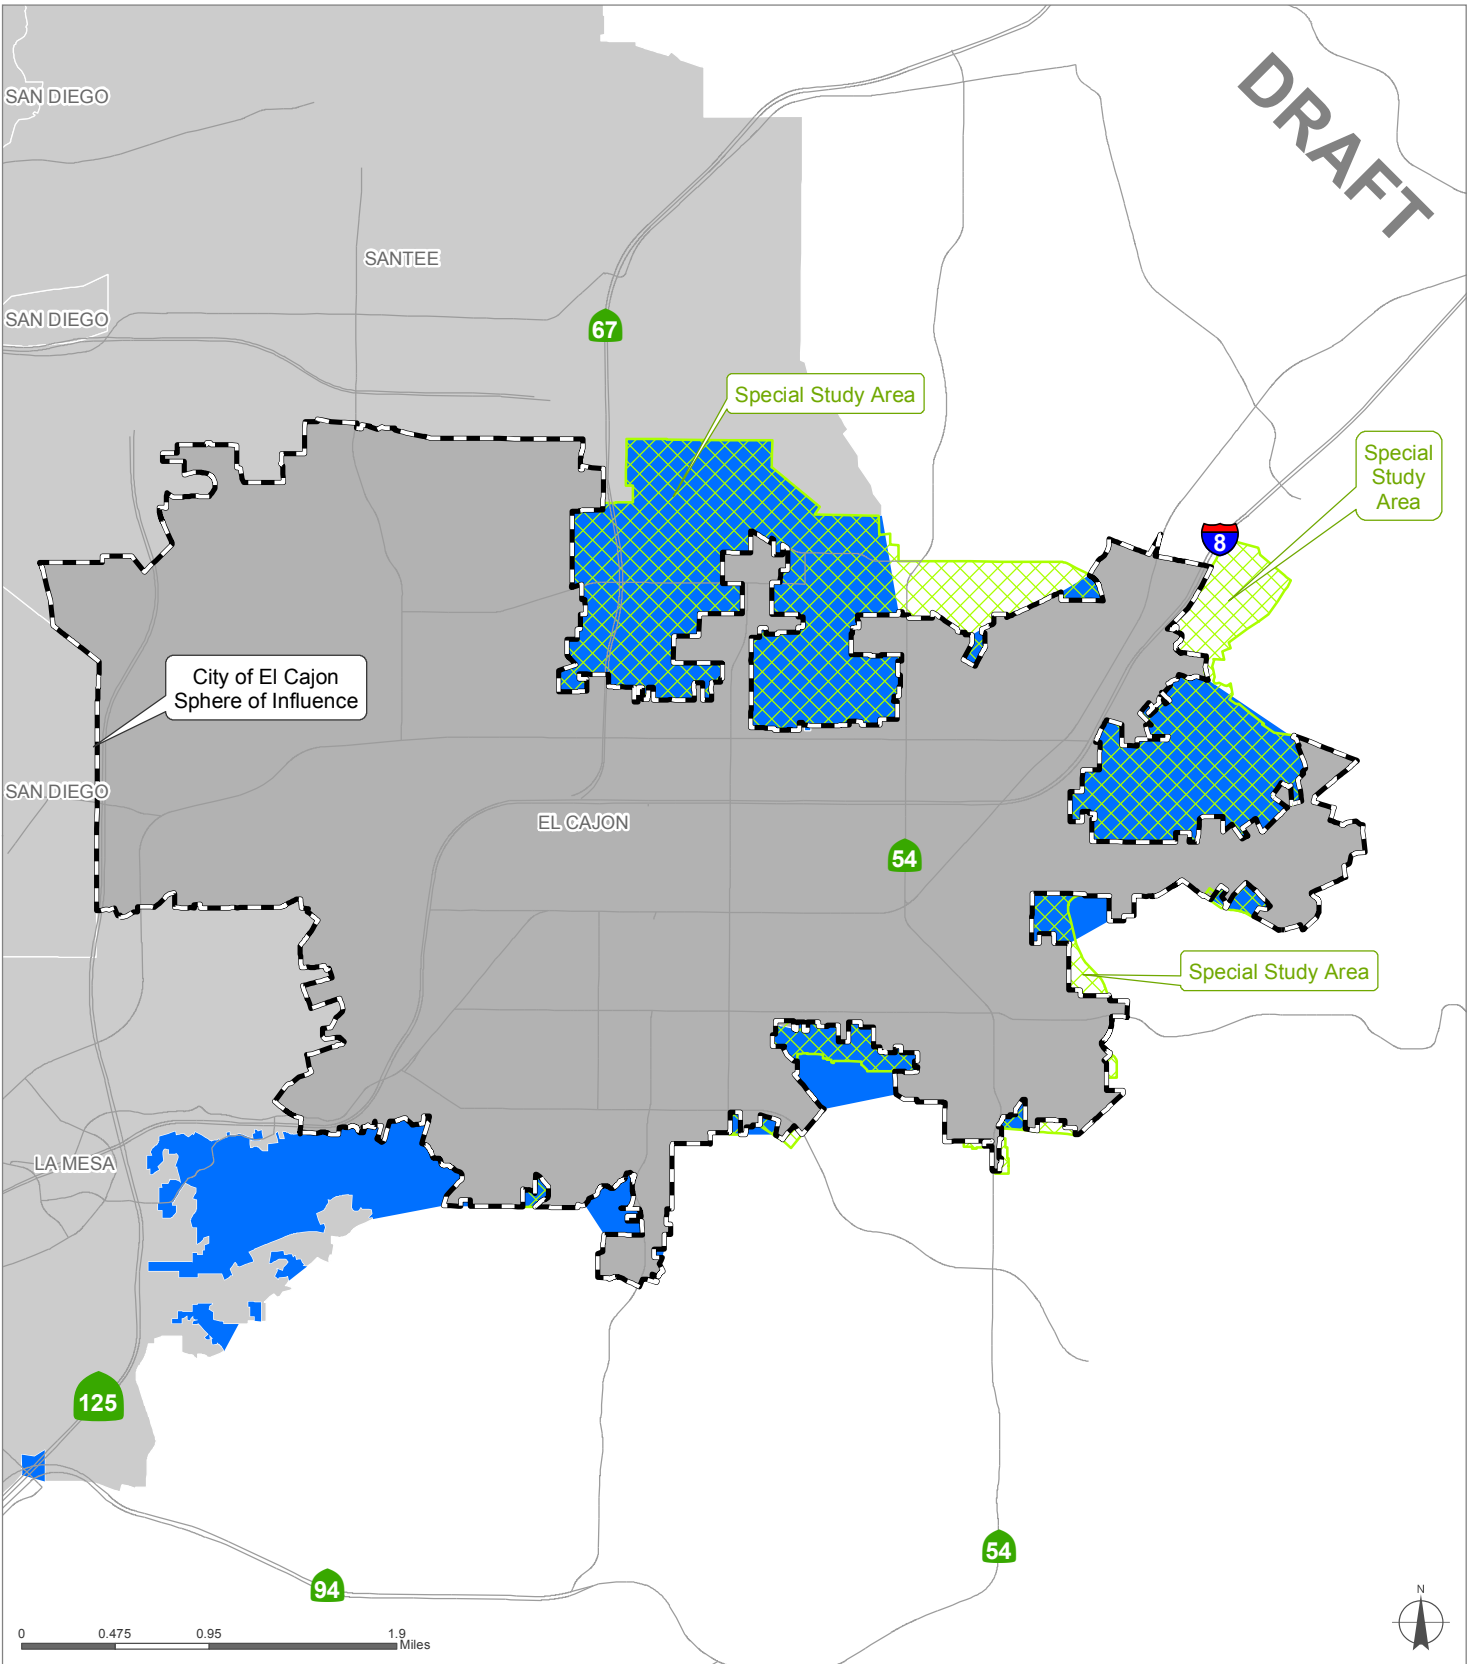 DRAFT
SAN DIEGO
SANTEE
SAN DIEGO
67
Special Study Area
Special
Study
Area
8
City of El Cajon
Sphere of Influence
SAN DIEGO
EL CAJON
54
Special Study Area
LA MESA
125
54
94
N
0 0.475 0.95 1.9
Miles